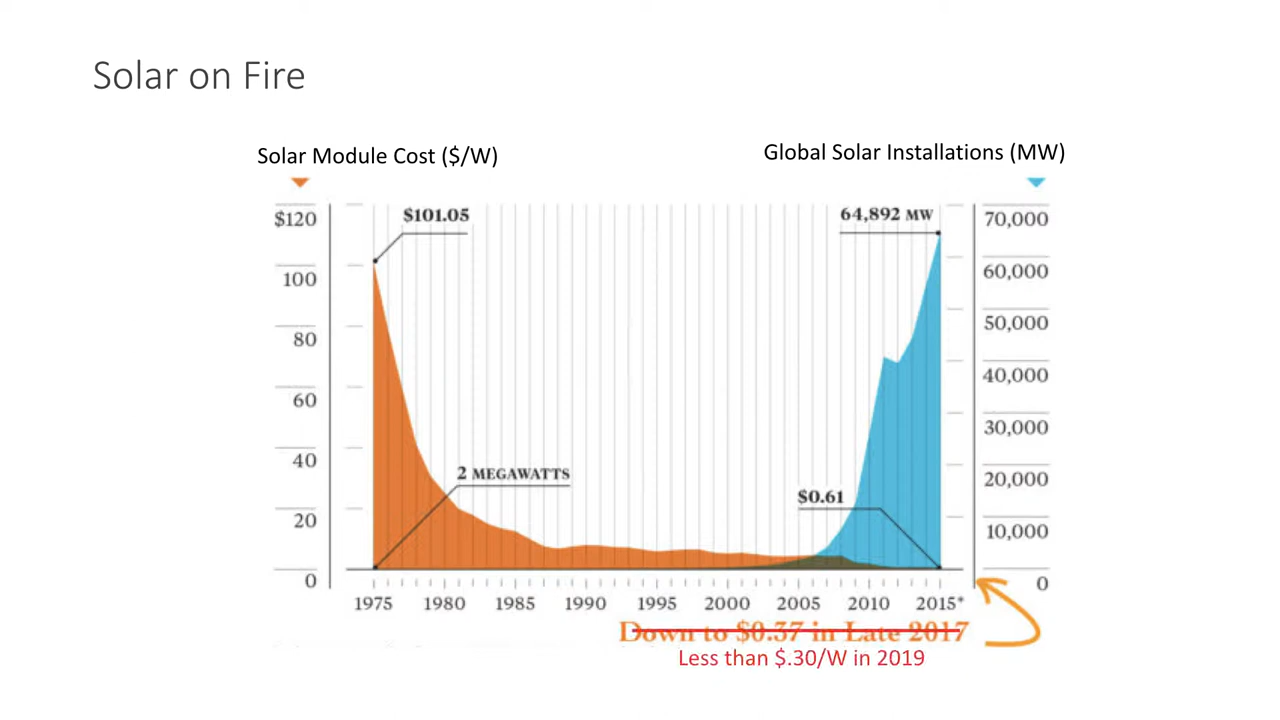 Solar on Fire
Solar Module Cost ($/W)
Global Solar Installations (MW)
$120
100
80
60
40
20
0
$101.05
2 MEGAWATTS
64,892 MW
$0.61
70,000
60,000
50,000
40,000
30,000
20,000
10,000
0
1975 1980 1985 1990 1995 2000 2005 2010 2015*
Down to $0.37 in Late 2017
Less than $.30/W in 2019